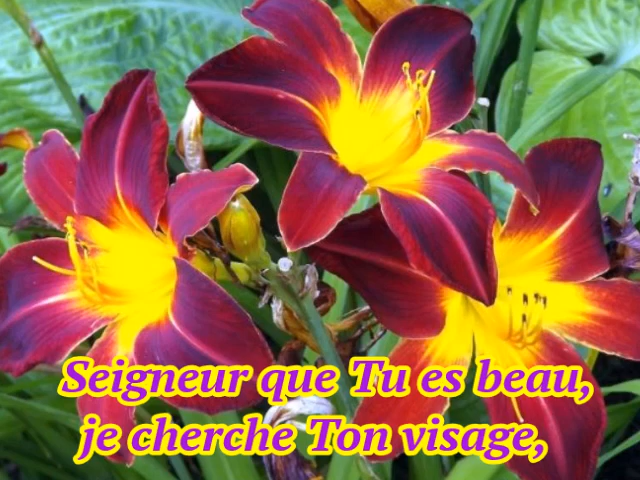 Seigneur que Tu es beau,
je cherche Ton visage,